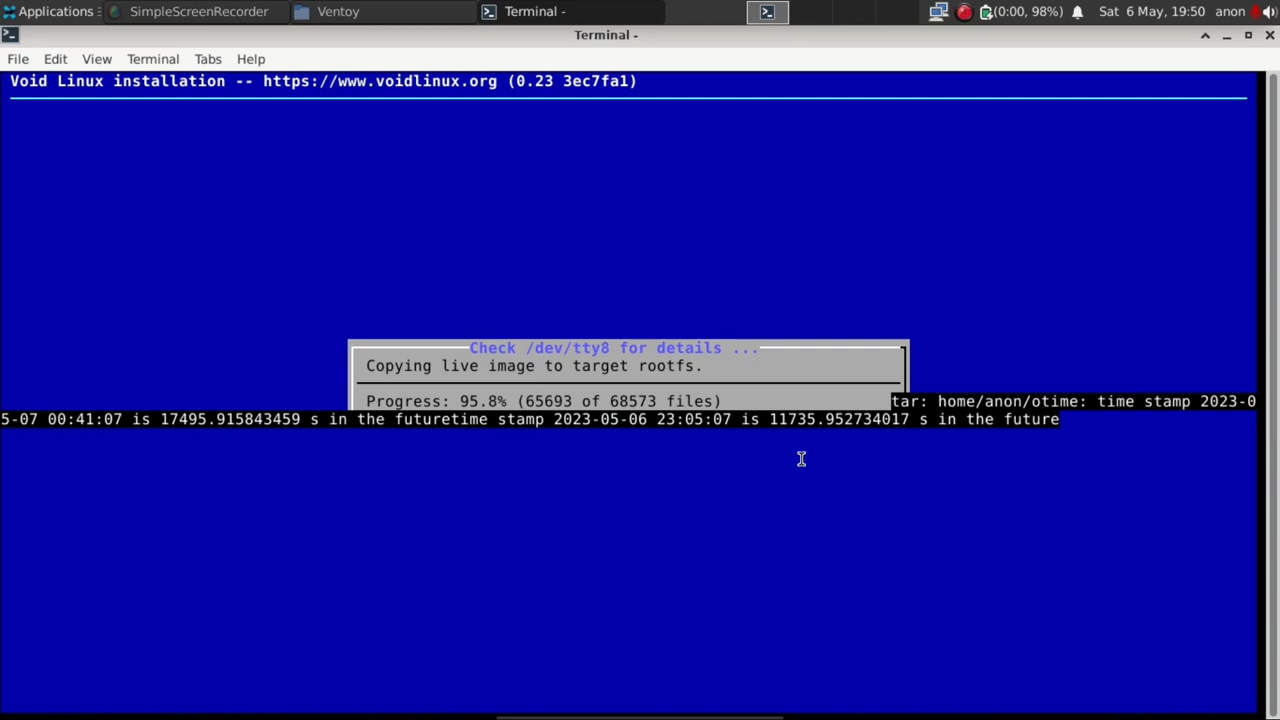 Applications SimpleScreenRecorder Ventoy Terminal - (0:00, 98%) Sat 6 May, 19:50 anon
Terminal -
File Edit View Terminal Tabs Help
Void Linux installation -- https://www.voidlinux.org (0.23 3ec7fa1)
Check /dev/tty8 for details ...
Copying live image to target rootfs.
Progress: 95.8% (65693 of 68573 files) tar: home/anon/otime: time stamp 2023-0
5-07 00:41:07 is 17495.915843459 s in the futuretime stamp 2023-05-06 23:05:07 is 11735.952734017 s in the future